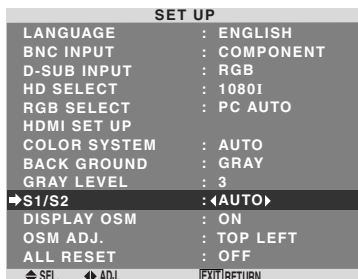 SET UP
LANGUAGE : ENGLISH
BNC INPUT : COMPONENT
D-SUB INPUT : RGB
HD SELECT : 1080I
RGB SELECT : PC AUTO
HDMI SET UP
COLOR SYSTEM : AUTO
BACK GROUND : GRAY
GRAY LEVEL : 3
➡S1/S2 :◀AUTO▶
DISPLAY OSM : ON
OSM ADJ. : TOP LEFT
ALL RESET : OFF
SEL. ADJ. EXIT RETURN